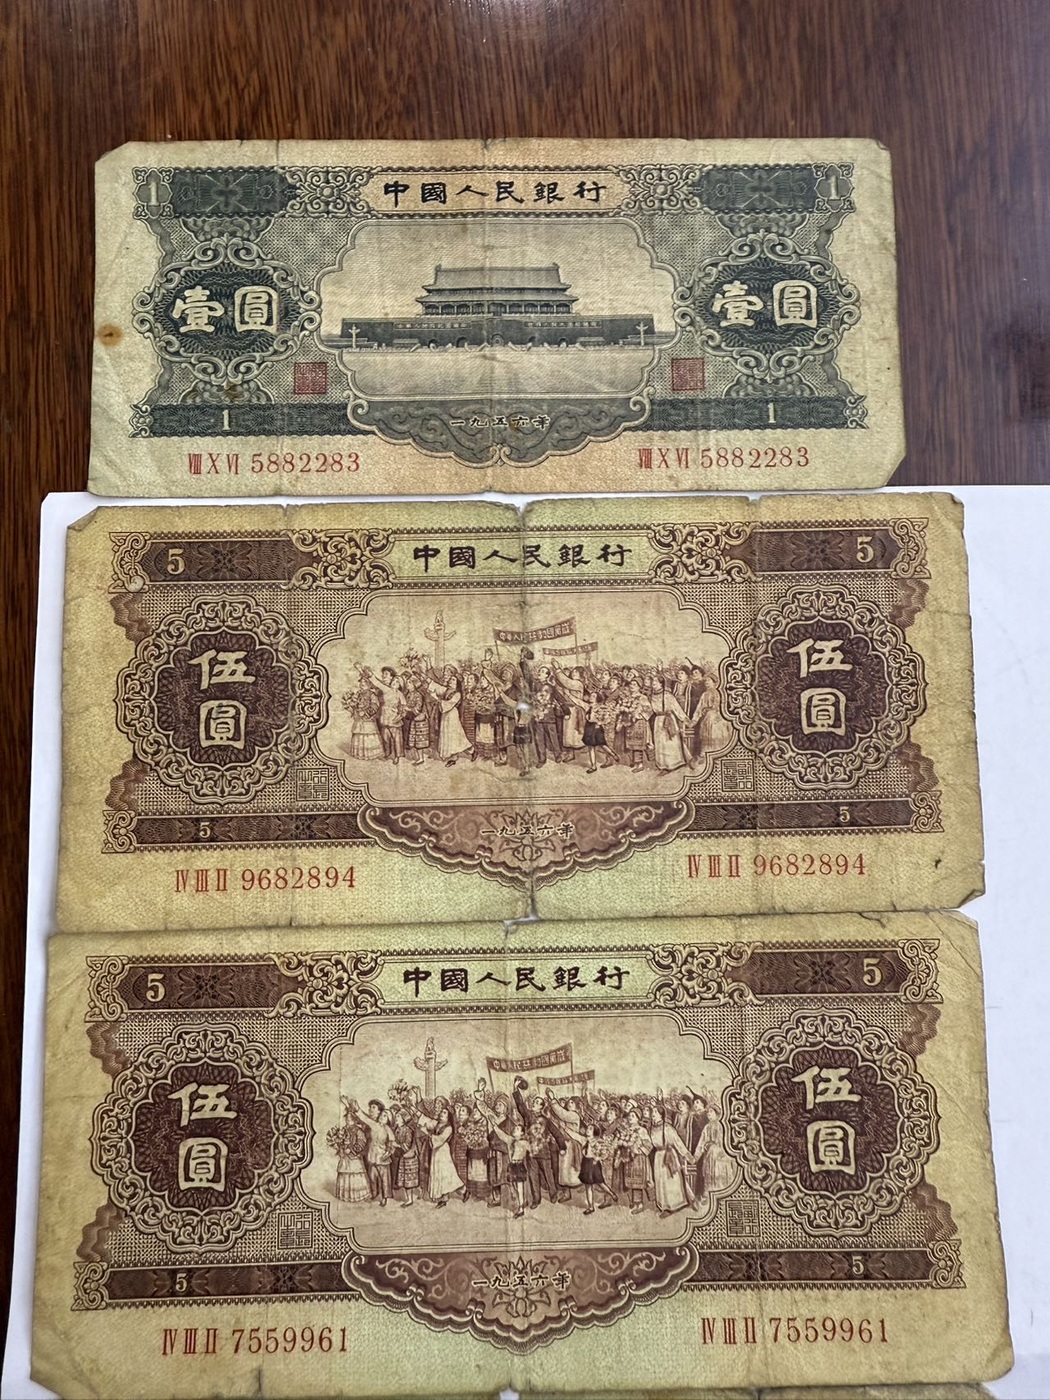 中國人民銀行
1 1
壹圓 壹圓
1 一九五六年 1
Ⅷ Ⅹ Ⅵ 5882283 Ⅷ Ⅹ Ⅵ 5882283
中國人民銀行
5 5
伍圓 伍圓
5 一九五六年 5
Ⅳ Ⅲ Ⅱ 9682894 Ⅳ Ⅲ Ⅱ 9682894
中國人民銀行
5 5
伍圓 伍圓
5 一九五六年 5
Ⅳ Ⅲ Ⅱ 7559961 Ⅳ Ⅲ Ⅱ 7559961